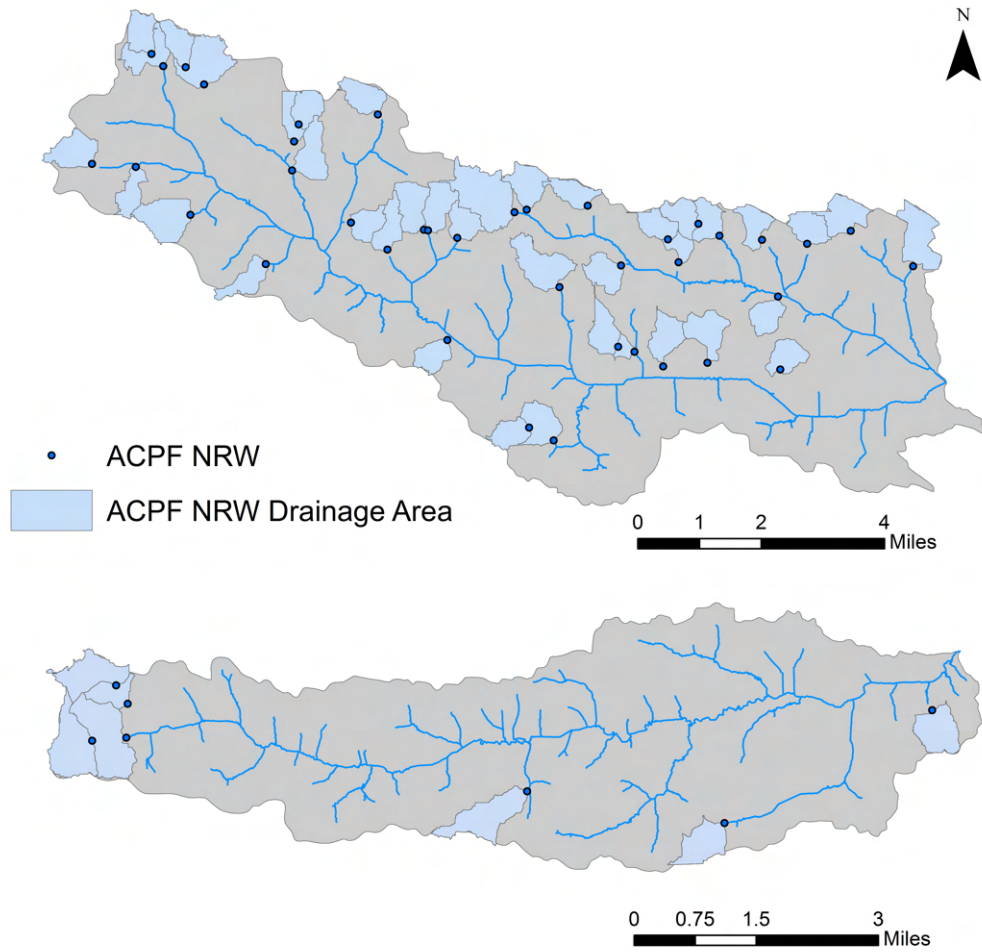 N
ACPF NRW
ACPF NRW Drainage Area
0 1 2 4
Miles
0 0.75 1.5 3
Miles